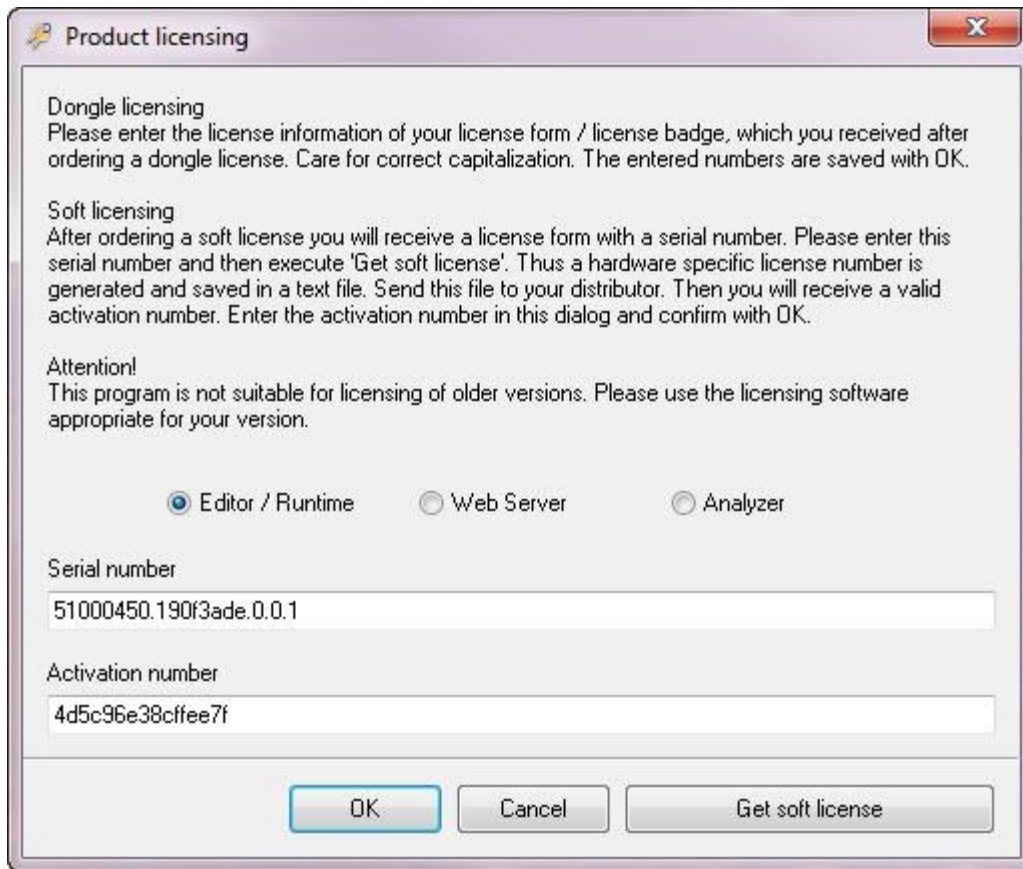 Product licensing
Dongle licensing
Please enter the license information of your license form / license badge, which you received after
ordering a dongle license. Care for correct capitalization. The entered numbers are saved with OK.
Soft licensing
After ordering a soft license you will receive a license form with a serial number. Please enter this
serial number and then execute 'Get soft license'. Thus a hardware specific license number is
generated and saved in a text file. Send this file to your distributor. Then you will receive a valid
activation number. Enter the activation number in this dialog and confirm with OK.
Attention!
This program is not suitable for licensing of older versions. Please use the licensing software
appropriate for your version.
Editor / Runtime Web Server Analyzer
Serial number
51000450.190f3ade.0.0.1
Activation number
4d5c96e38cffee7f
OK Cancel Get soft license